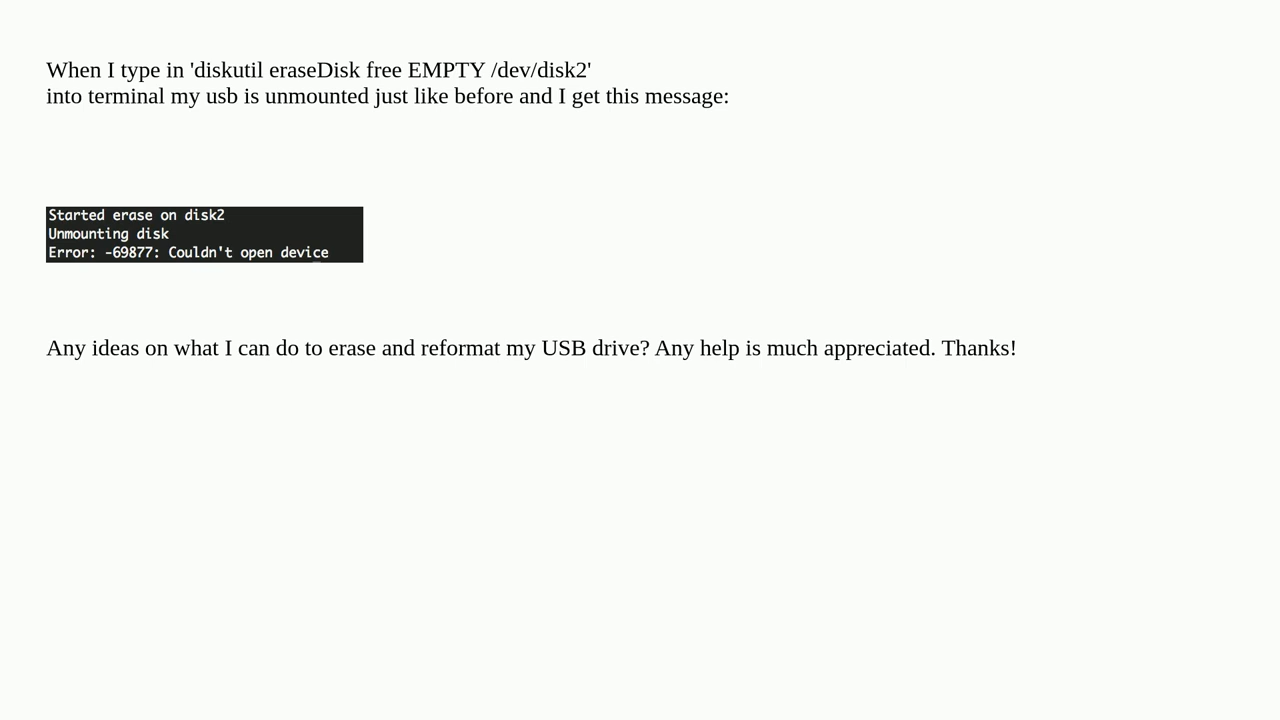 When I type in 'diskutil eraseDisk free EMPTY /dev/disk2'
into terminal my usb is unmounted just like before and I get this message:
Started erase on disk2
Unmounting disk
Error: -69877: Couldn't open device
Any ideas on what I can do to erase and reformat my USB drive? Any help is much appreciated. Thanks!